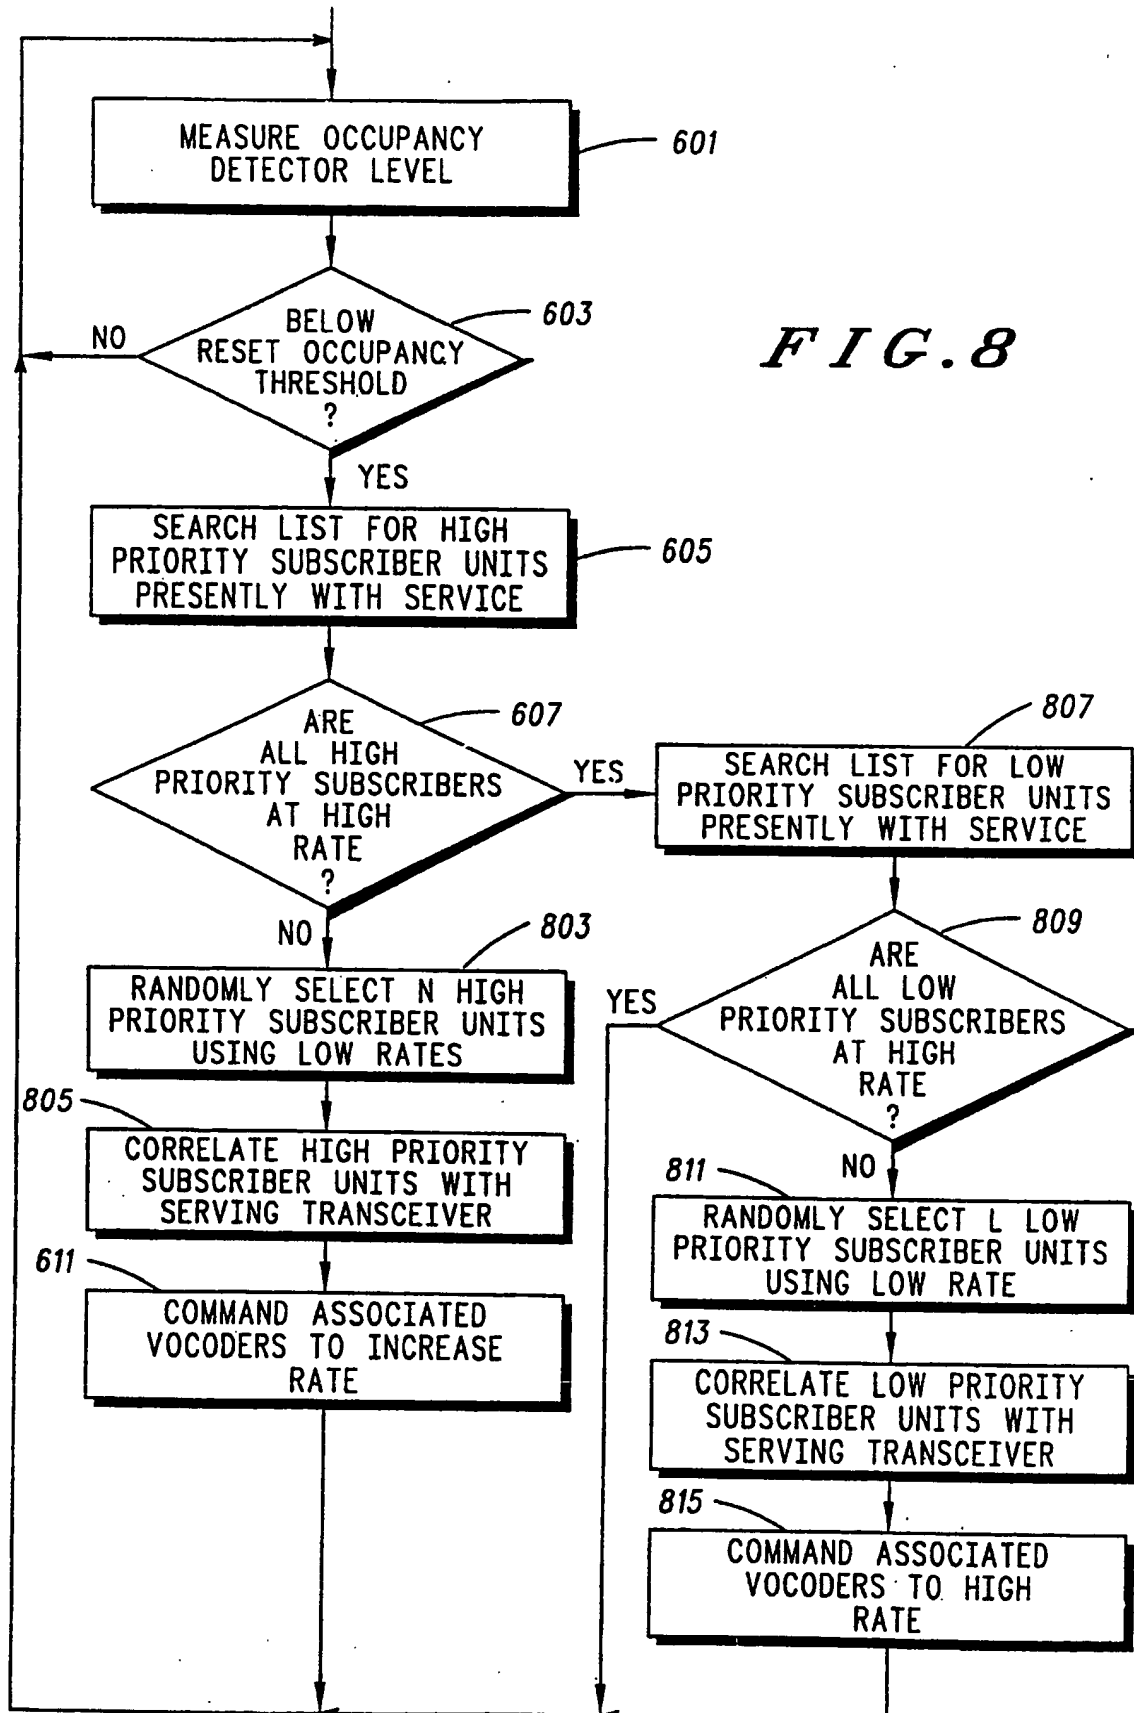 MEASURE OCCUPANCY
DETECTOR LEVEL
601
BELOW
RESET OCCUPANCY
THRESHOLD
?
603
NO
FIG.8
YES
SEARCH LIST FOR HIGH
PRIORITY SUBSCRIBER UNITS
PRESENTLY WITH SERVICE
605
ARE
ALL HIGH
PRIORITY SUBSCRIBERS
AT HIGH
RATE
?
607
YES
NO
803
RANDOMLY SELECT N HIGH
PRIORITY SUBSCRIBER UNITS
USING LOW RATES
805
CORRELATE HIGH PRIORITY
SUBSCRIBER UNITS WITH
SERVING TRANSCEIVER
611
COMMAND ASSOCIATED
VOCODERS TO INCREASE
RATE
807
SEARCH LIST FOR LOW
PRIORITY SUBSCRIBER UNITS
PRESENTLY WITH SERVICE
809
ARE
ALL LOW
PRIORITY SUBSCRIBERS
AT HIGH
RATE
?
YES
NO
811
RANDOMLY SELECT L LOW
PRIORITY SUBSCRIBER UNITS
USING LOW RATE
813
CORRELATE LOW PRIORITY
SUBSCRIBER UNITS WITH
SERVING TRANSCEIVER
815
COMMAND ASSOCIATED
VOCODERS TO HIGH
RATE